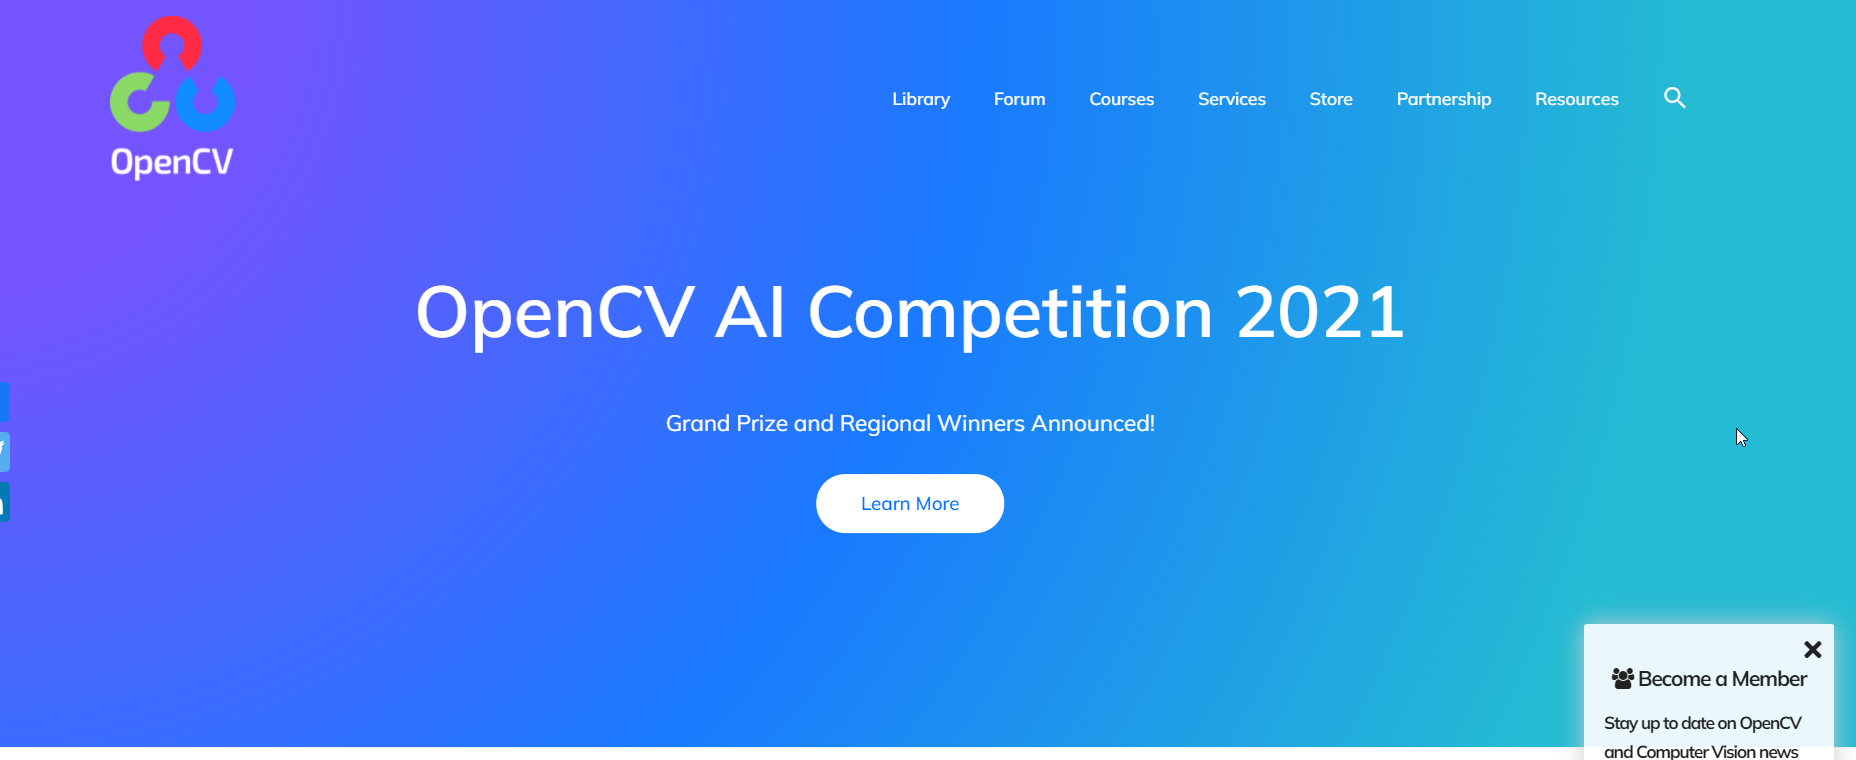 OpenCV
Library Forum Courses Services Store Partnership Resources
OpenCV AI Competition 2021
Grand Prize and Regional Winners Announced!
Learn More
Become a Member
Stay up to date on OpenCV
and Computer Vision news